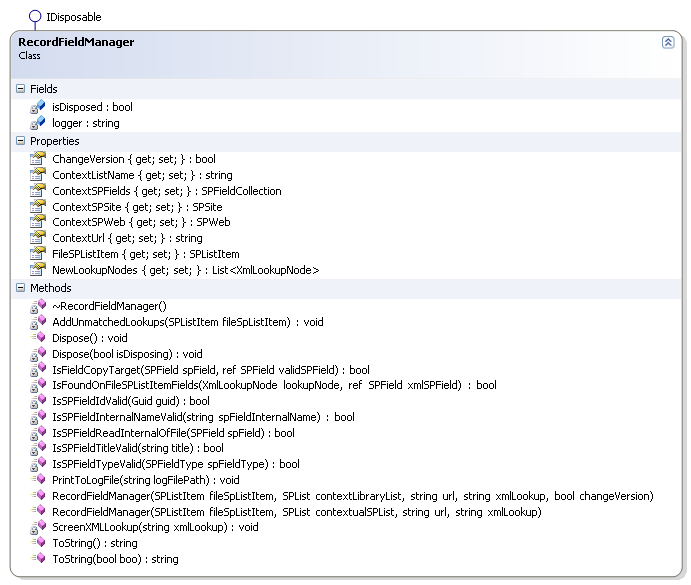 IDisposable
RecordFieldManager
Class
Fields
isDisposed : bool
logger : string
Properties
ChangeVersion { get; set; } : bool
ContextListName { get; set; } : string
ContextSPFields { get; set; } : SPFieldCollection
ContextSPSite { get; set; } : SPSite
ContextSPWeb { get; set; } : SPWeb
ContextUrl { get; set; } : string
FileSPListItem { get; set; } : SPListItem
NewLookupNodes { get; set; } : List<XmlLookupNode>
Methods
~RecordFieldManager()
AddUnmatchedLookups(SPListItem fileSpListItem) : void
Dispose() : void
Dispose(bool isDisposing) : void
IsFieldCopyTarget(SPField spField, ref SPField validSPField) : bool
IsFoundOnFileSPListItemFields(XmlLookupNode lookupNode, ref SPField xmlSPField) : bool
IsSPFieldIdValid(Guid guid) : bool
IsSPFieldInternalNameValid(string spFieldInternalName) : bool
IsSPFieldReadInternalOfFile(SPField spField) : bool
IsSPFieldTitleValid(string title) : bool
IsSPFieldTypeValid(SPFieldType spFieldType) : bool
PrintToLogFile(string logFilePath) : void
RecordFieldManager(SPListItem fileSpListItem, SPList contextLibraryList, string url, string xmlLookup, bool changeVersion)
RecordFieldManager(SPListItem fileSpListItem, SPList contextualSPList, string url, string xmlLookup)
ScreenXMLLookup(string xmlLookup) : void
ToString() : string
ToString(bool boo) : string